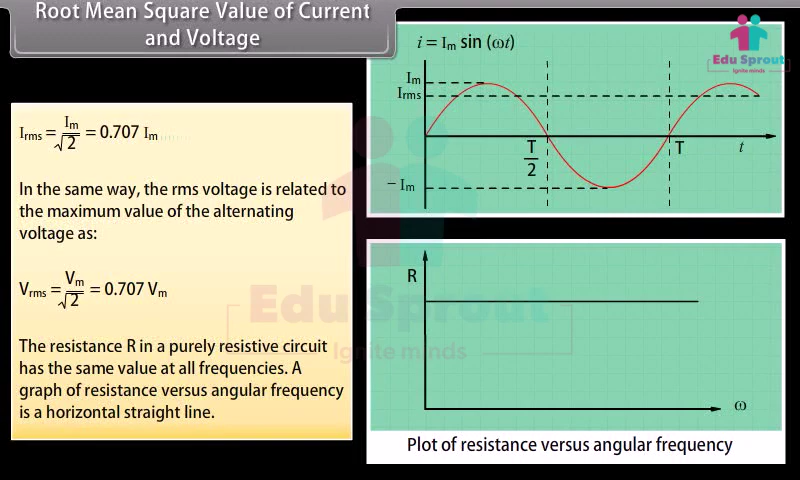 Root Mean Square Value of Current
and Voltage
Irms = Im/√2 = 0.707 Im
In the same way, the rms voltage is related to
the maximum value of the alternating
voltage as:
Vrms = Vm/√2 = 0.707 Vm
The resistance R in a purely resistive circuit
has the same value at all frequencies. A
graph of resistance versus angular frequency
is a horizontal straight line.
i = Im sin (ωt)
Edu Sprout
Ignite minds
Im
Irms
T/2
T
t
– Im
R
ω
Plot of resistance versus angular frequency
Edu Sprout
Ignite minds